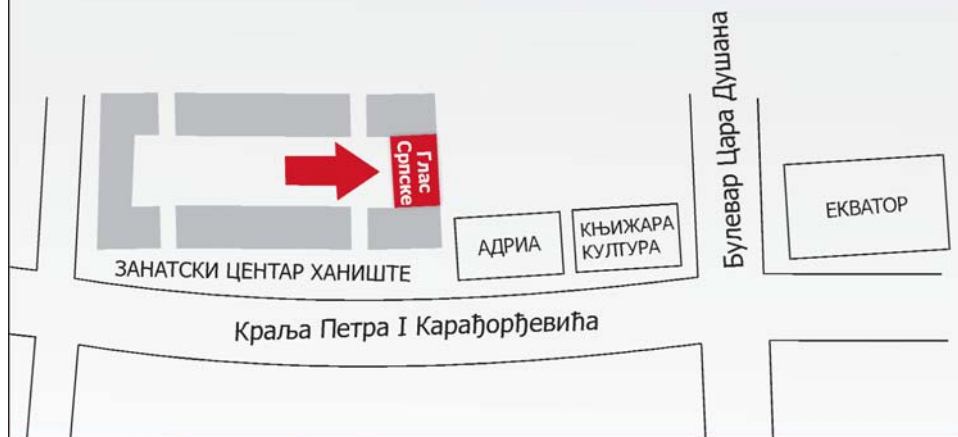 Булевар Цара Душана
Глас
Српске
АДРИА
КЊИЖАРА
КУЛТУРА
ЕКВАТОР
ЗАНАТСКИ ЦЕНТАР ХАНИШТЕ
Краља Петра I Карађорђевића